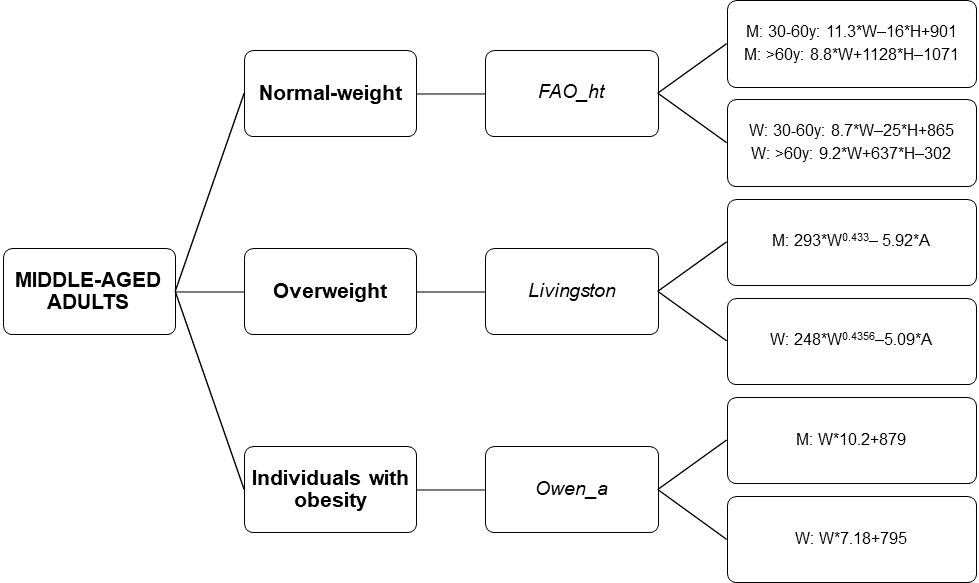 MIDDLE-AGED
ADULTS
Normal-weight
FAO_ht
M: 30-60y: 11.3*W–16*H+901
M: >60y: 8.8*W+1128*H–1071
W: 30-60y: 8.7*W–25*H+865
W: >60y: 9.2*W+637*H–302
Overweight
Livingston
M: 293*W^0.433– 5.92*A
W: 248*W^0.4356–5.09*A
Individuals with
obesity
Owen_a
M: W*10.2+879
W: W*7.18+795